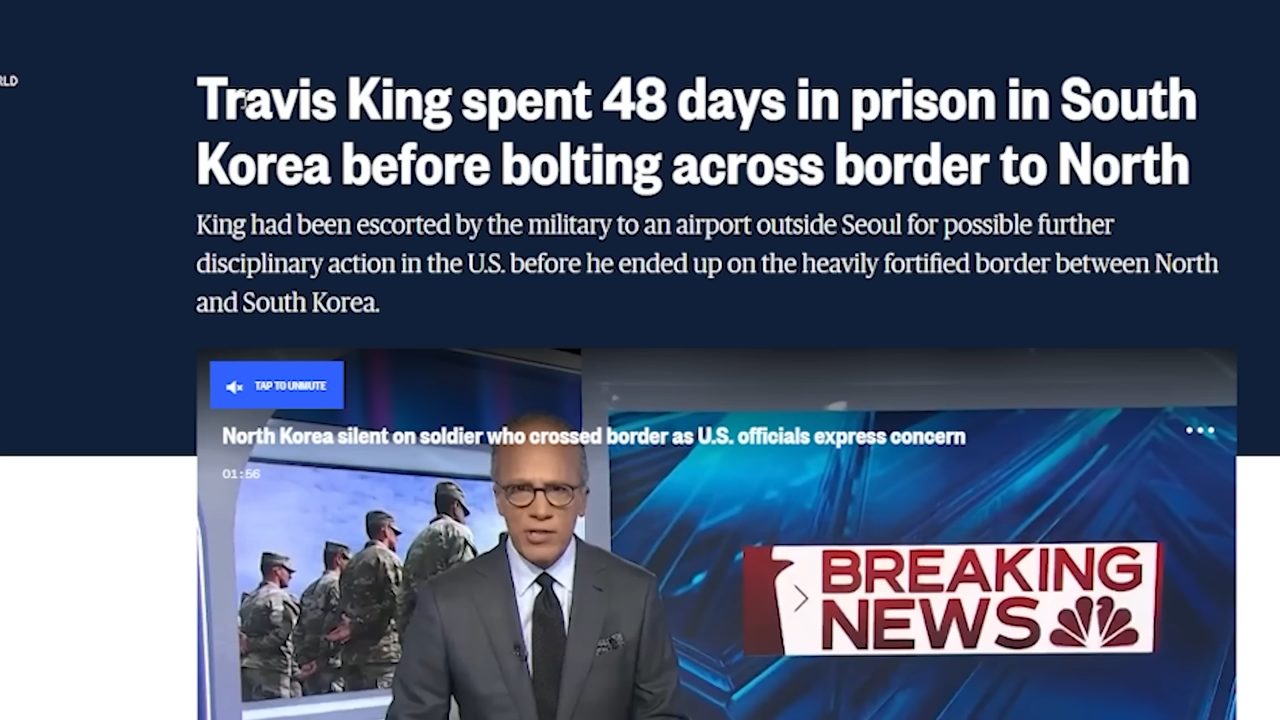 RLD
Travis King spent 48 days in prison in South
Korea before bolting across border to North
King had been escorted by the military to an airport outside Seoul for possible further
disciplinary action in the U.S. before he ended up on the heavily fortified border between North
and South Korea.
TAP TO UNMUTE
North Korea silent on soldier who crossed border as U.S. officials express concern
01:56
BREAKING
NEWS